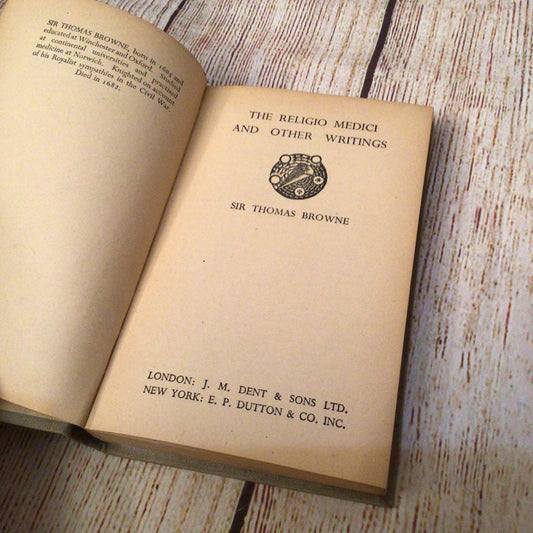 SIR THOMAS BROWNE, born in 1605 and
educated at Winchester and Oxford. Studied
at continental universities and practised
medicine at Norwich. Knighted on account
of his Royalist sympathies in the Civil War.
Died in 1682.
THE RELIGIO MEDICI
AND OTHER WRITINGS
SIR THOMAS BROWNE
LONDON: J. M. DENT & SONS LTD.
NEW YORK: E. P. DUTTON & CO. INC.